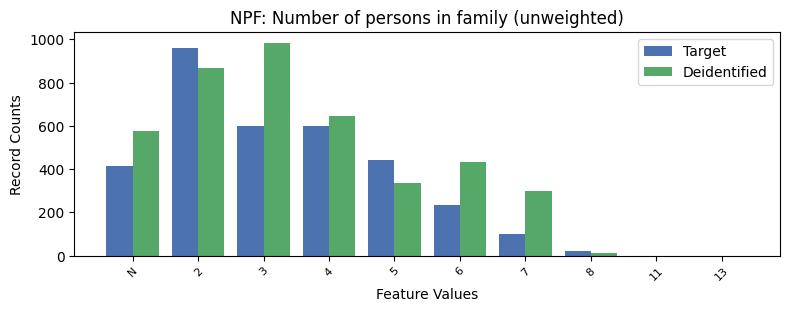 NPF: Number of persons in family (unweighted)
Target
Deidentified
Record Counts
1000
800
600
400
200
0
N 2 3 4 5 6 7 8 11 13
Feature Values